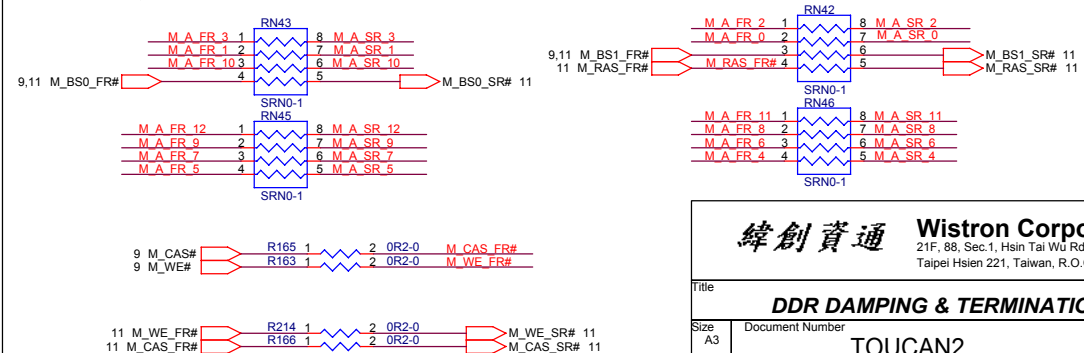 RN43
M_A_FR_3 1 8 M_A_SR_3
M_A_FR_1 2 7 M_A_SR_1
M_A_FR_10 3 6 M_A_SR_10
9,11 M_BS0_FR# 4 5 M_BS0_SR# 11
SRN0-1
RN45
M_A_FR_12 1 8 M_A_SR_12
M_A_FR_9 2 7 M_A_SR_9
M_A_FR_7 3 6 M_A_SR_7
M_A_FR_5 4 5 M_A_SR_5
SRN0-1
9 M_CAS# R165 1 2 0R2-0 M_CAS_FR#
9 M_WE# R163 1 2 0R2-0 M_WE_FR#
11 M_WE_FR# R214 1 2 0R2-0 M_WE_SR# 11
11 M_CAS_FR# R166 1 2 0R2-0 M_CAS_SR# 11
RN42
M_A_FR_2 1 8 M_A_SR_2
M_A_FR_0 2 7 M_A_SR_0
9,11 M_BS1_FR# 3 6 M_BS1_SR# 11
11 M_RAS_FR# M_RAS_FR# 4 5 M_RAS_SR# 11
SRN0-1
RN46
M_A_FR_11 1 8 M_A_SR_11
M_A_FR_8 2 7 M_A_SR_8
M_A_FR_6 3 6 M_A_SR_6
M_A_FR_4 4 5 M_A_SR_4
SRN0-1
緯創資通 Wistron Corpo
21F, 88, Sec.1, Hsin Tai Wu Rd
Taipei Hsien 221, Taiwan, R.O.
Title
DDR DAMPING & TERMINATIO
Size
A3
Document Number
TOUCAN2